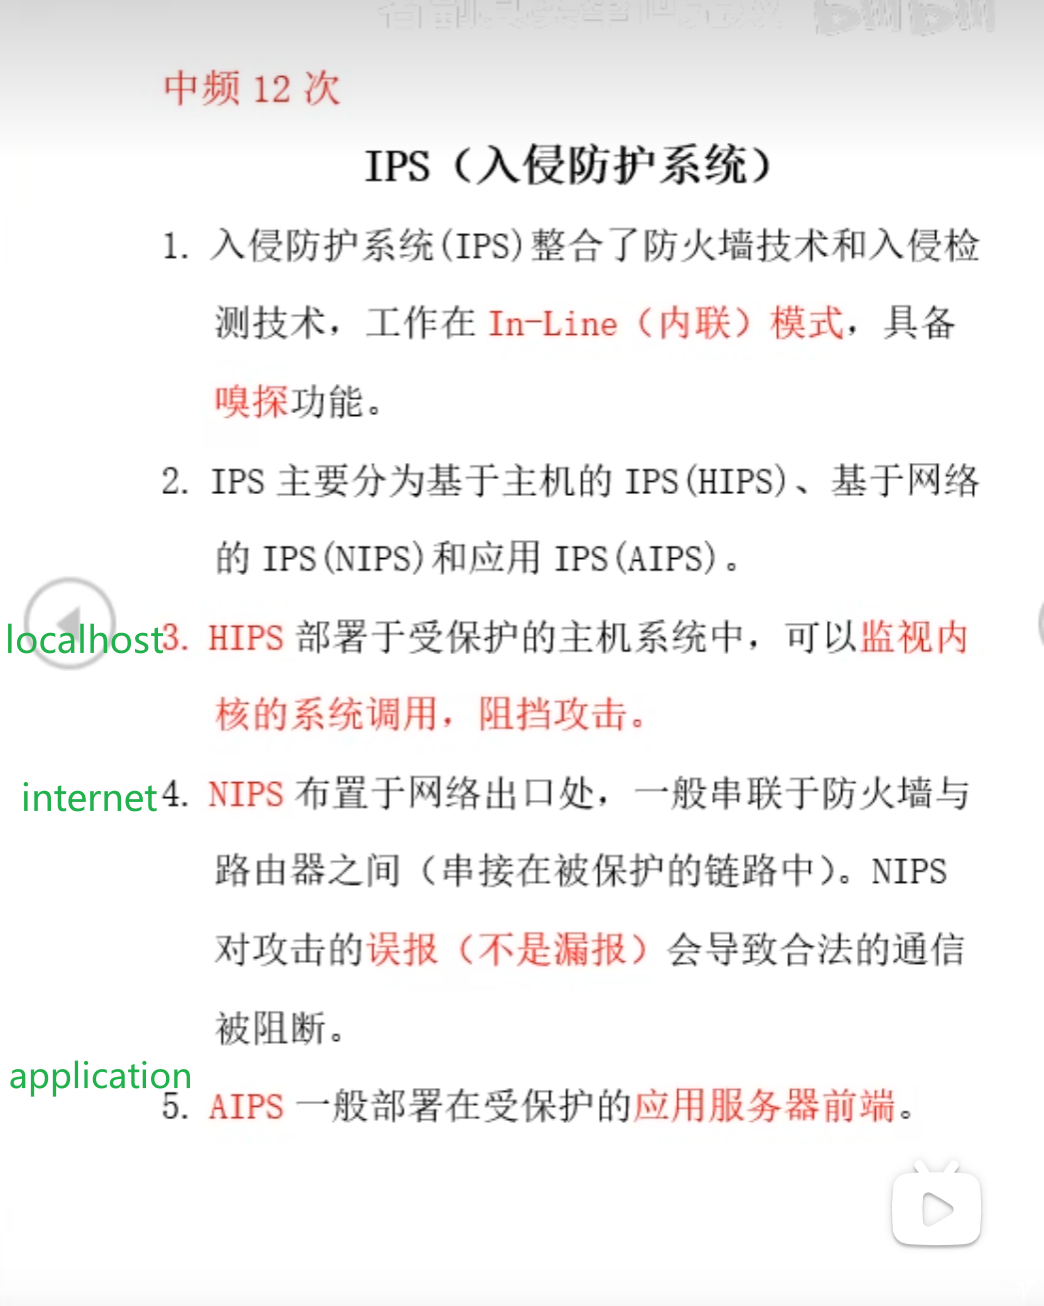 中频 12 次
IPS（入侵防护系统）
1. 入侵防护系统(IPS)整合了防火墙技术和入侵检
测技术，工作在 In-Line（内联）模式，具备
嗅探功能。
2. IPS 主要分为基于主机的 IPS(HIPS)、基于网络
的 IPS(NIPS)和应用 IPS(AIPS)。
localhost 3. HIPS 部署于受保护的主机系统中，可以监视内
核的系统调用，阻挡攻击。
internet 4. NIPS 布置于网络出口处，一般串联于防火墙与
路由器之间（串接在被保护的链路中）。NIPS
对攻击的误报（不是漏报）会导致合法的通信
被阻断。
application
5. AIPS 一般部署在受保护的应用服务器前端。